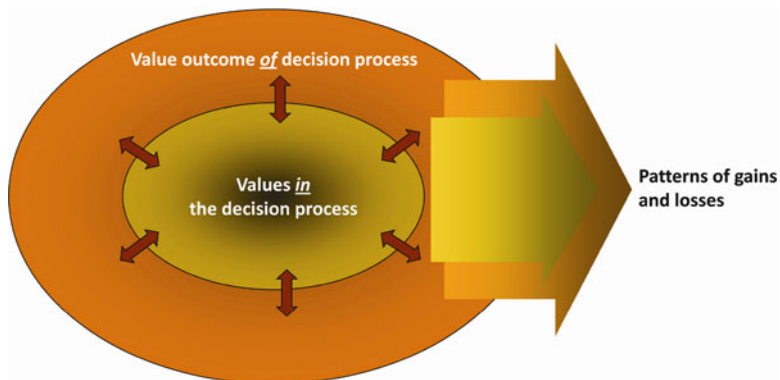 Value outcome of decision process
Values in
the decision process
Patterns of gains
and losses